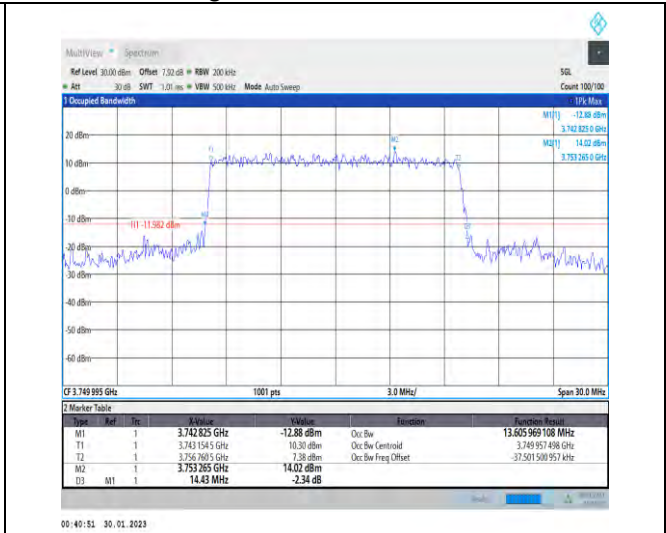 MultiView Spectrum
Ref Level 30.00 dBm Offset 7.92 dB RBW 200 kHz SGL
Att 30 dB SWT 1.01 ms VBW 500 kHz Mode Auto Sweep Count 100/100
1 Occupied Bandwidth 1Pk Max
M1[1] -12.88 dBm
3.742 825 0 GHz
M2[1] 14.02 dBm
3.753 265 0 GHz
20 dBm
M2
T1
T2
10 dBm
0 dBm
-10 dBm
H1 -11.982 dBm
-20 dBm
-30 dBm
-40 dBm
-50 dBm
-60 dBm
CF 3.749 995 GHz 1001 pts 3.0 MHz/ Span 30.0 MHz
2 Marker Table
Type Ref Trc X-Value Y-Value Function Function Result
M1 1 3.742 825 GHz -12.88 dBm Occ Bw 13.605 969 108 MHz
T1 1 3.743 154 5 GHz 10.30 dBm Occ Bw Centroid 3.749 957 498 GHz
T2 1 3.756 760 5 GHz 7.38 dBm Occ Bw Freq Offset -37.501 500 957 kHz
M2 1 3.753 265 GHz 14.02 dBm
D3 M1 1 14.43 MHz -2.34 dB
00:40:51 30.01.2023